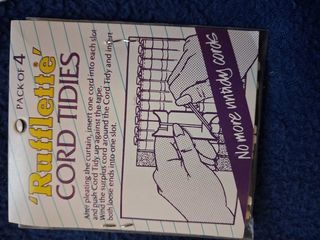 PACK OF 4
'Rufflette'
CORD TIDIES
After pleating the curtain, insert one cord into each slot
and push Cord Tidy up against the tape.
Wind the surplus cord around the Cord Tidy and insert
both loose ends into one slot.
No more untidy cords